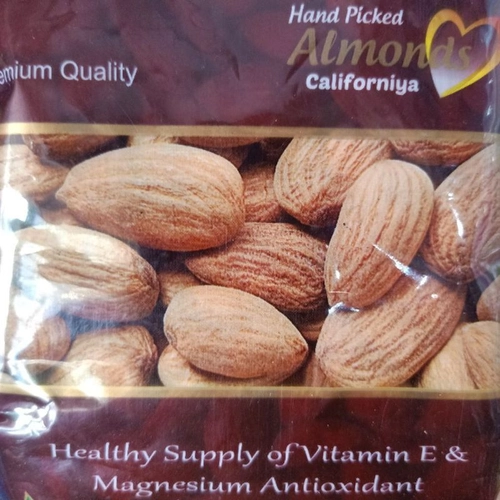 Hand Picked
Almonds
Californiya
emium Quality
Healthy Supply of Vitamin E &
Magnesium Antioxidant